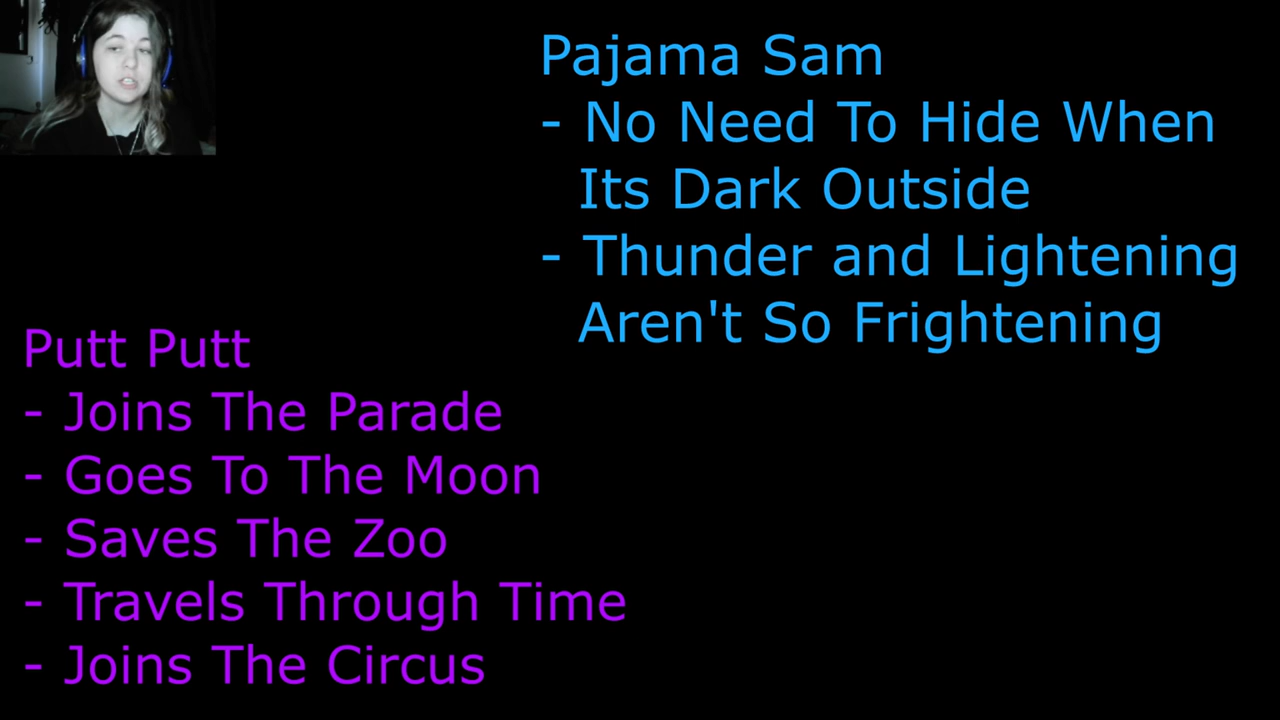 Pajama Sam
- No Need To Hide When
Its Dark Outside
- Thunder and Lightening
Aren't So Frightening
Putt Putt
- Joins The Parade
- Goes To The Moon
- Saves The Zoo
- Travels Through Time
- Joins The Circus